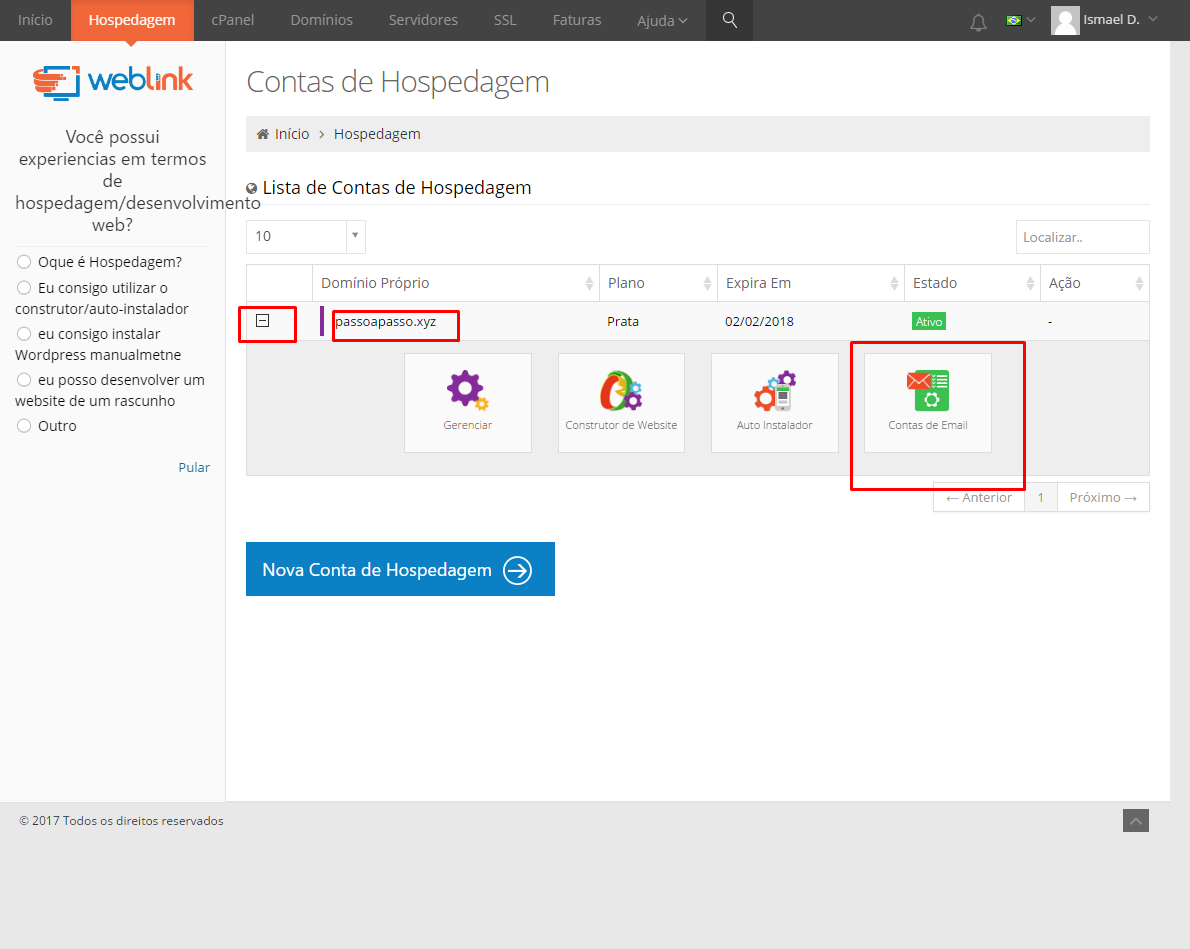 Início Hospedagem cPanel Domínios Servidores SSL Faturas Ajuda Ismael D.
weblink
Você possui
experiencias em termos
de
hospedagem/desenvolvimento
web?
Oque é Hospedagem?
Eu consigo utilizar o
construtor/auto-instalador
eu consigo instalar
Wordpress manualmetne
eu posso desenvolver um
website de um rascunho
Outro
Pular
Contas de Hospedagem
Início › Hospedagem
Lista de Contas de Hospedagem
10 Localizar..
Domínio Próprio Plano Expira Em Estado Ação
passoapasso.xyz Prata 02/02/2018 Ativo -
Gerenciar Construtor de Website Auto Instalador Contas de Email
← Anterior 1 Próximo →
Nova Conta de Hospedagem
© 2017 Todos os direitos reservados